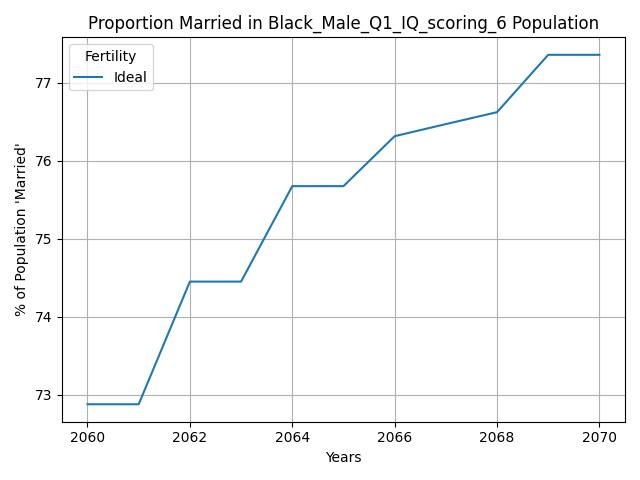 Proportion Married in Black_Male_Q1_IQ_scoring_6 Population
Fertility
Ideal
% of Population 'Married'
77
76
75
74
73
2060 2062 2064 2066 2068 2070
Years